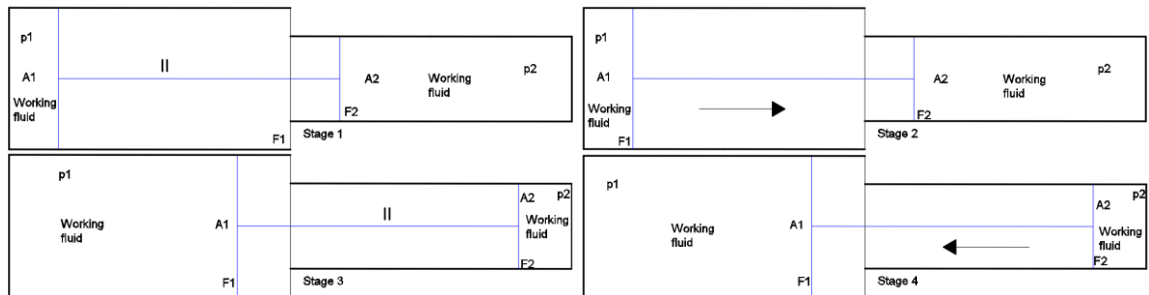 p1
II
A1
A2
Working
fluid
p2
Working
fluid
F2
F1
Stage 1
p1
A1
A2
Working
fluid
p2
Working
fluid
F1
F2
Stage 2
p1
Working
fluid
A1
II
A2
p2
Working
fluid
F1
F2
Stage 3
p1
Working
fluid
A1
A2
p2
Working
fluid
F1
F2
Stage 4